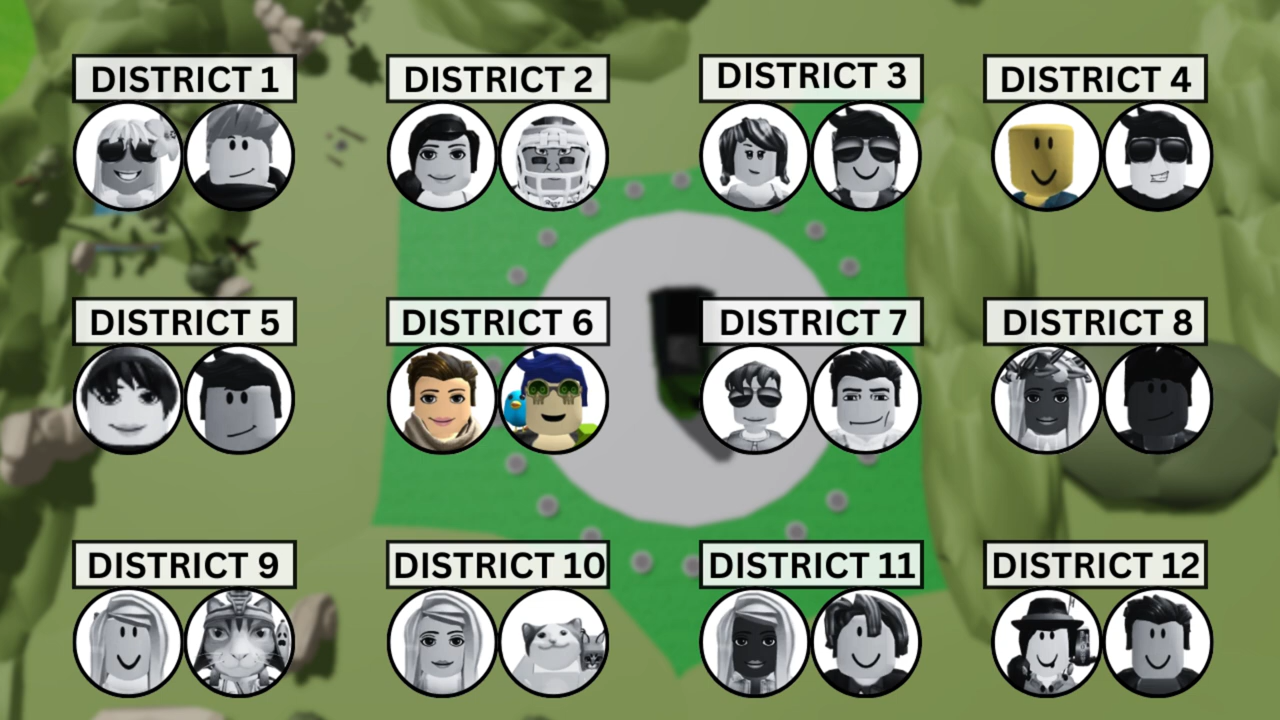 DISTRICT 1
DISTRICT 2
DISTRICT 3
DISTRICT 4
DISTRICT 5
DISTRICT 6
DISTRICT 7
DISTRICT 8
DISTRICT 9
DISTRICT 10
DISTRICT 11
DISTRICT 12